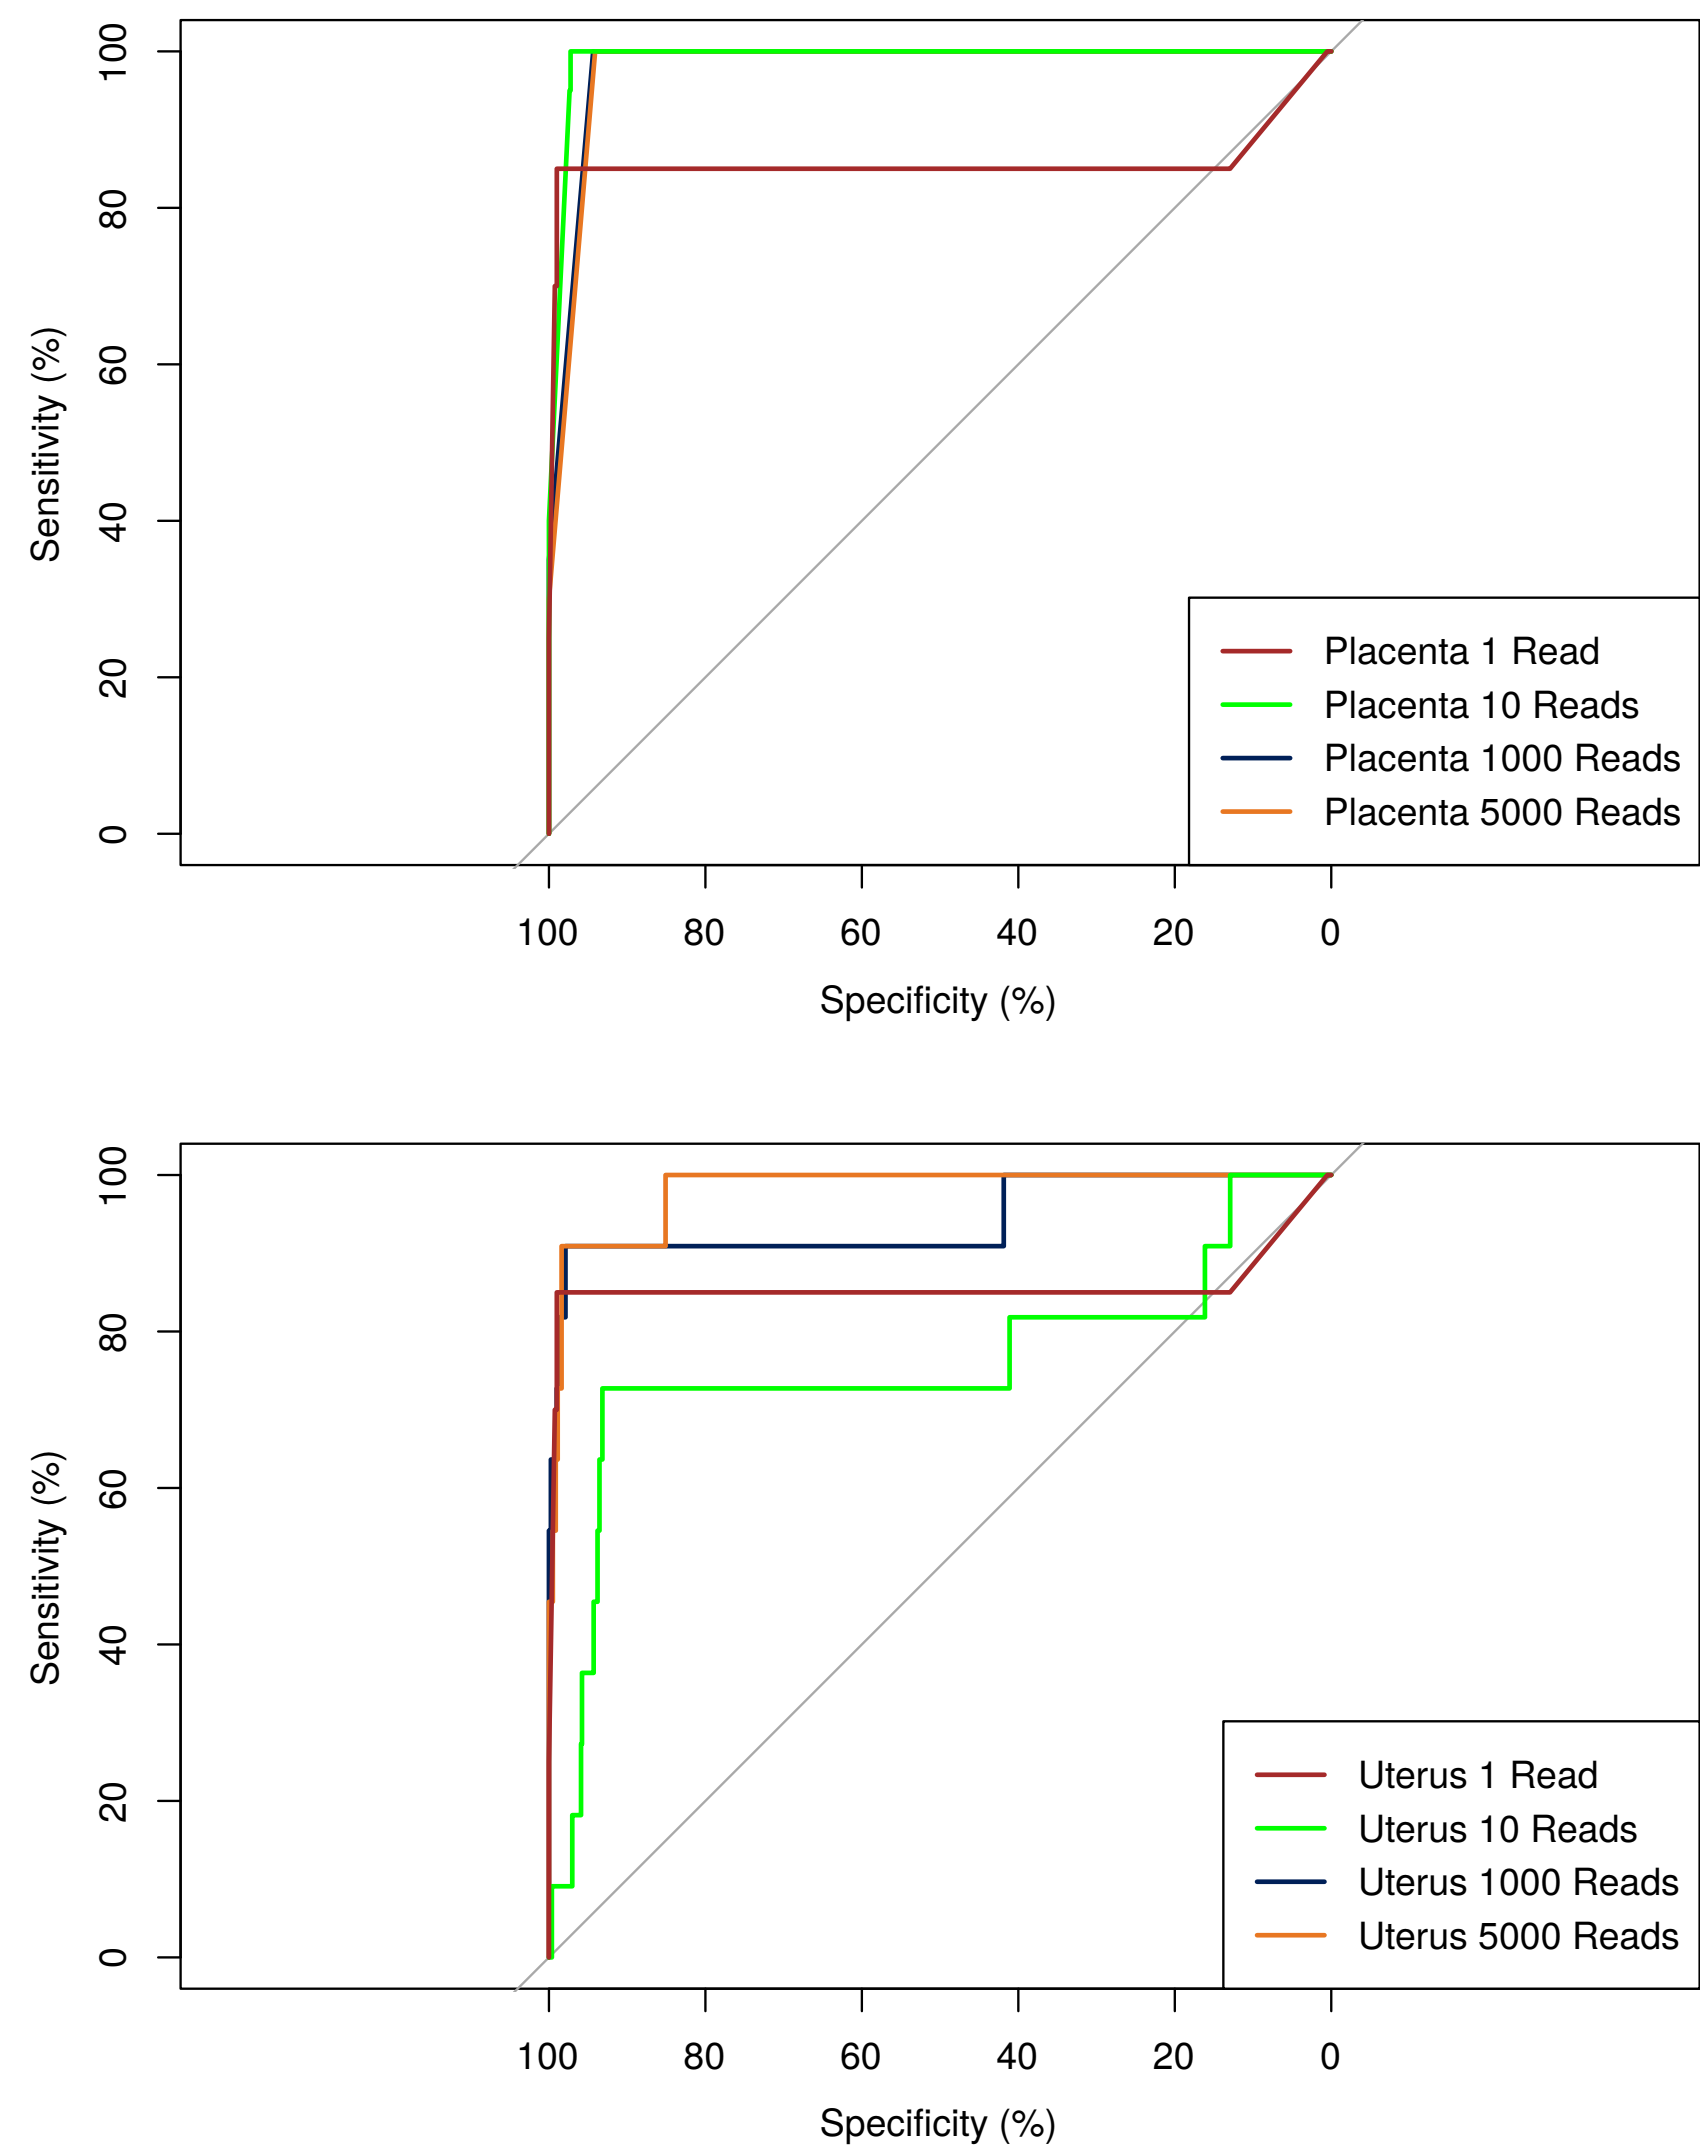 100
80
60
40
20
0
Sensitivity (%)
Placenta 1 Read
Placenta 10 Reads
Placenta 1000 Reads
Placenta 5000 Reads
100 80 60 40 20 0
Specificity (%)
100
80
60
40
20
0
Sensitivity (%)
Uterus 1 Read
Uterus 10 Reads
Uterus 1000 Reads
Uterus 5000 Reads
100 80 60 40 20 0
Specificity (%)